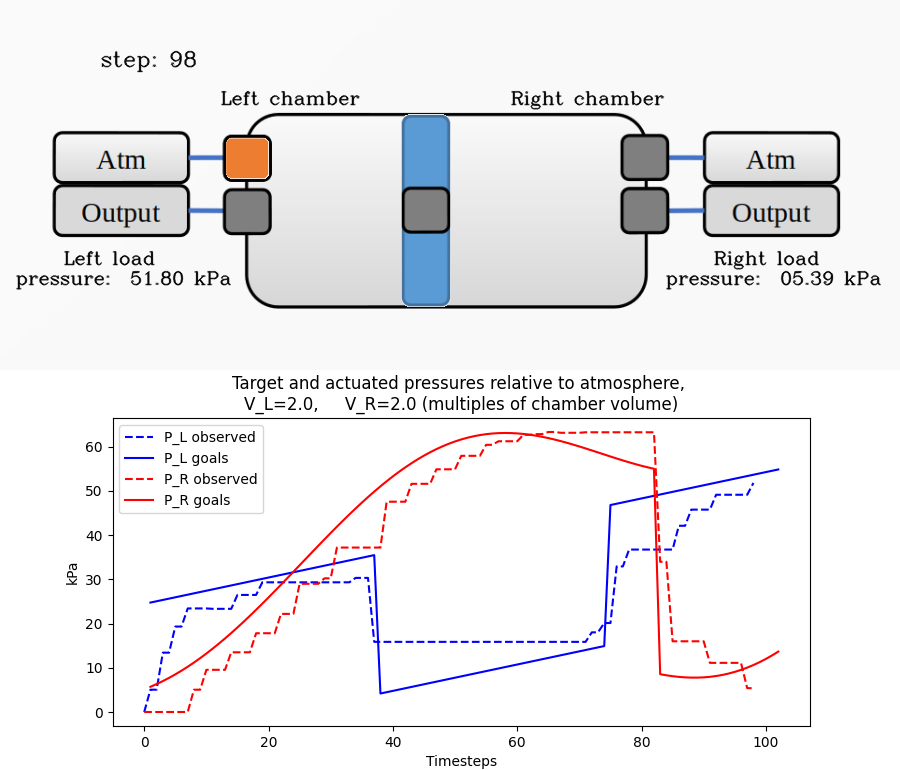 step: 98
Left chamber
Right chamber
Atm
Atm
Output
Output
Left load
pressure: 51.80 kPa
Right load
pressure: 05.39 kPa
Target and actuated pressures relative to atmosphere,
V_L=2.0, V_R=2.0 (multiples of chamber volume)
P_L observed
P_L goals
P_R observed
P_R goals
kPa
60
50
40
30
20
10
0
0 20 40 60 80 100
Timesteps